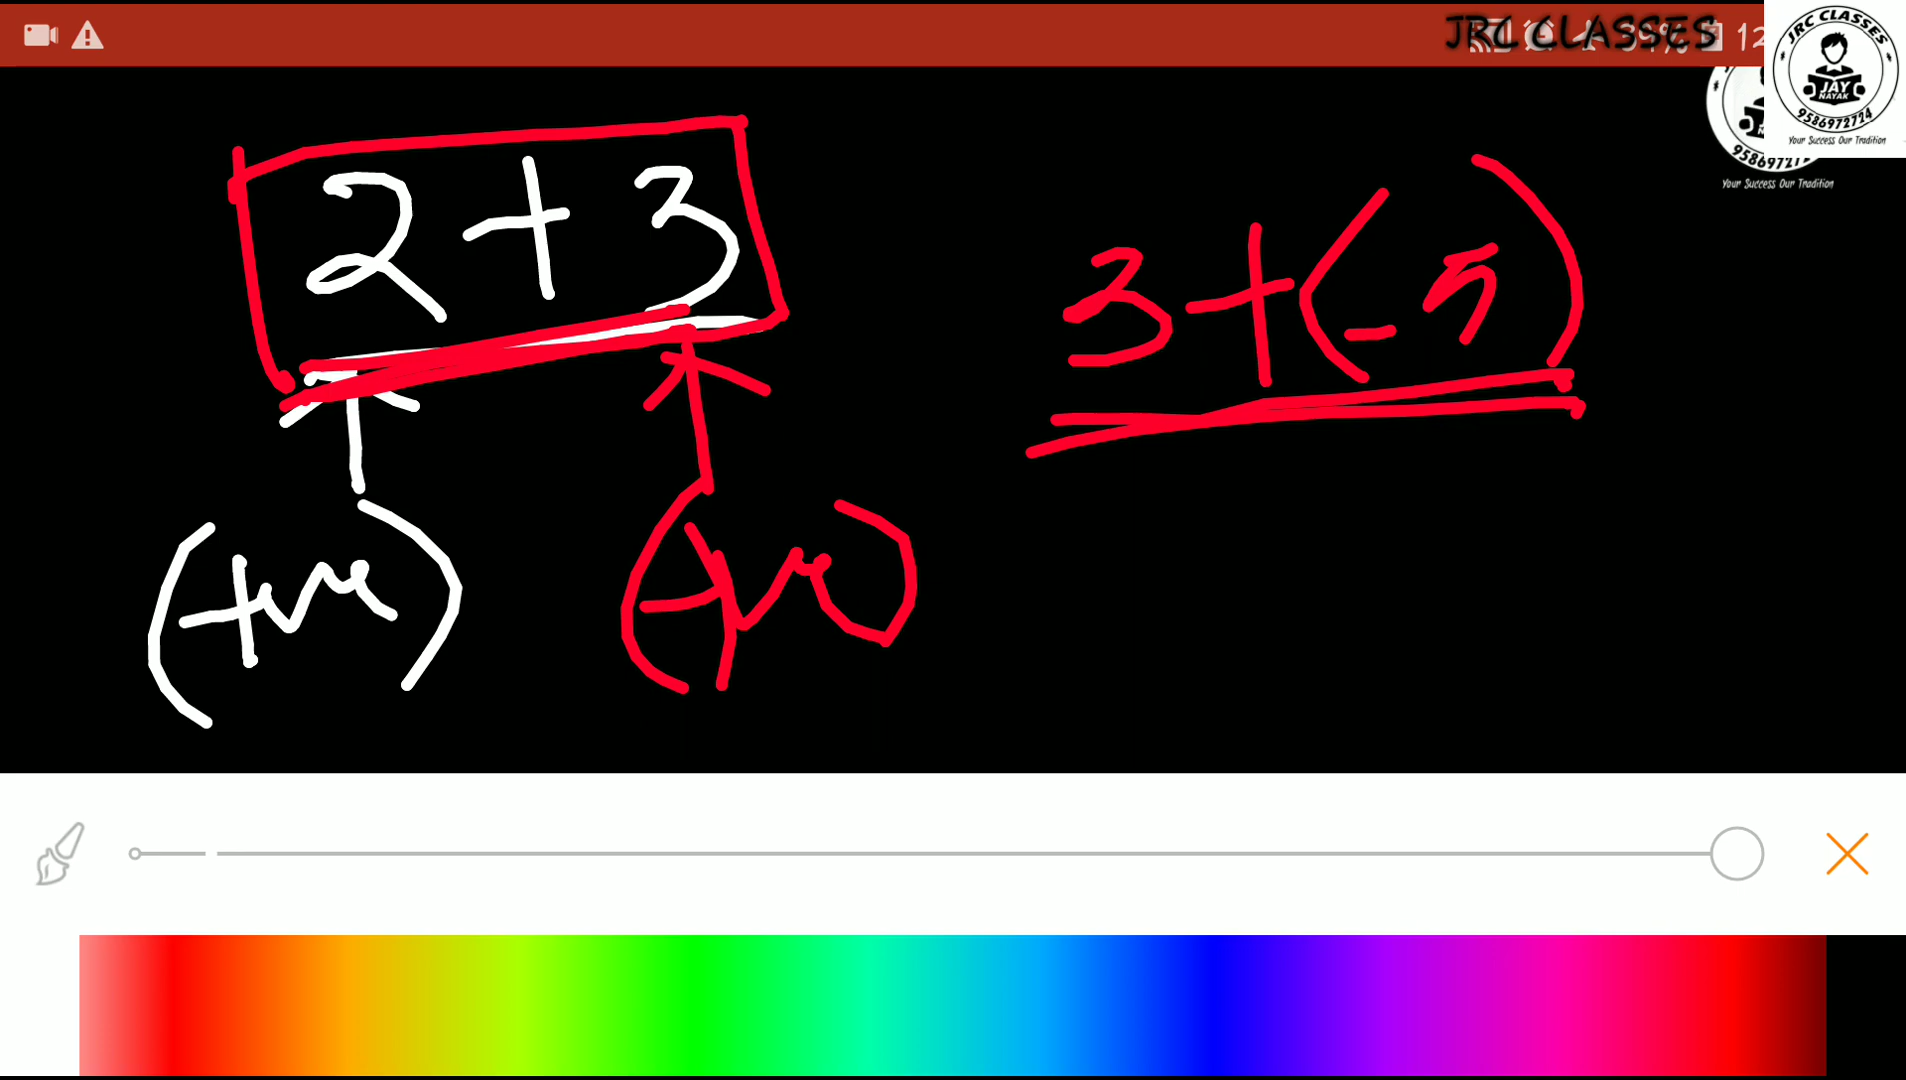 JRC CLASSES
JRC CLASSES
JAY
NAYAK
9586972724
Your Success Our Tradition
Your Success Our Tradition
2 + 3
3 + (- 5)
(+ve)
(+ve)